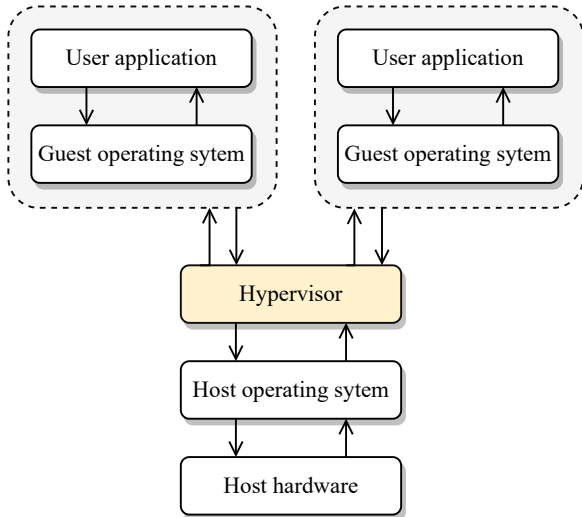 User application
User application
Guest operating sytem
Guest operating sytem
Hypervisor
Host operating sytem
Host hardware